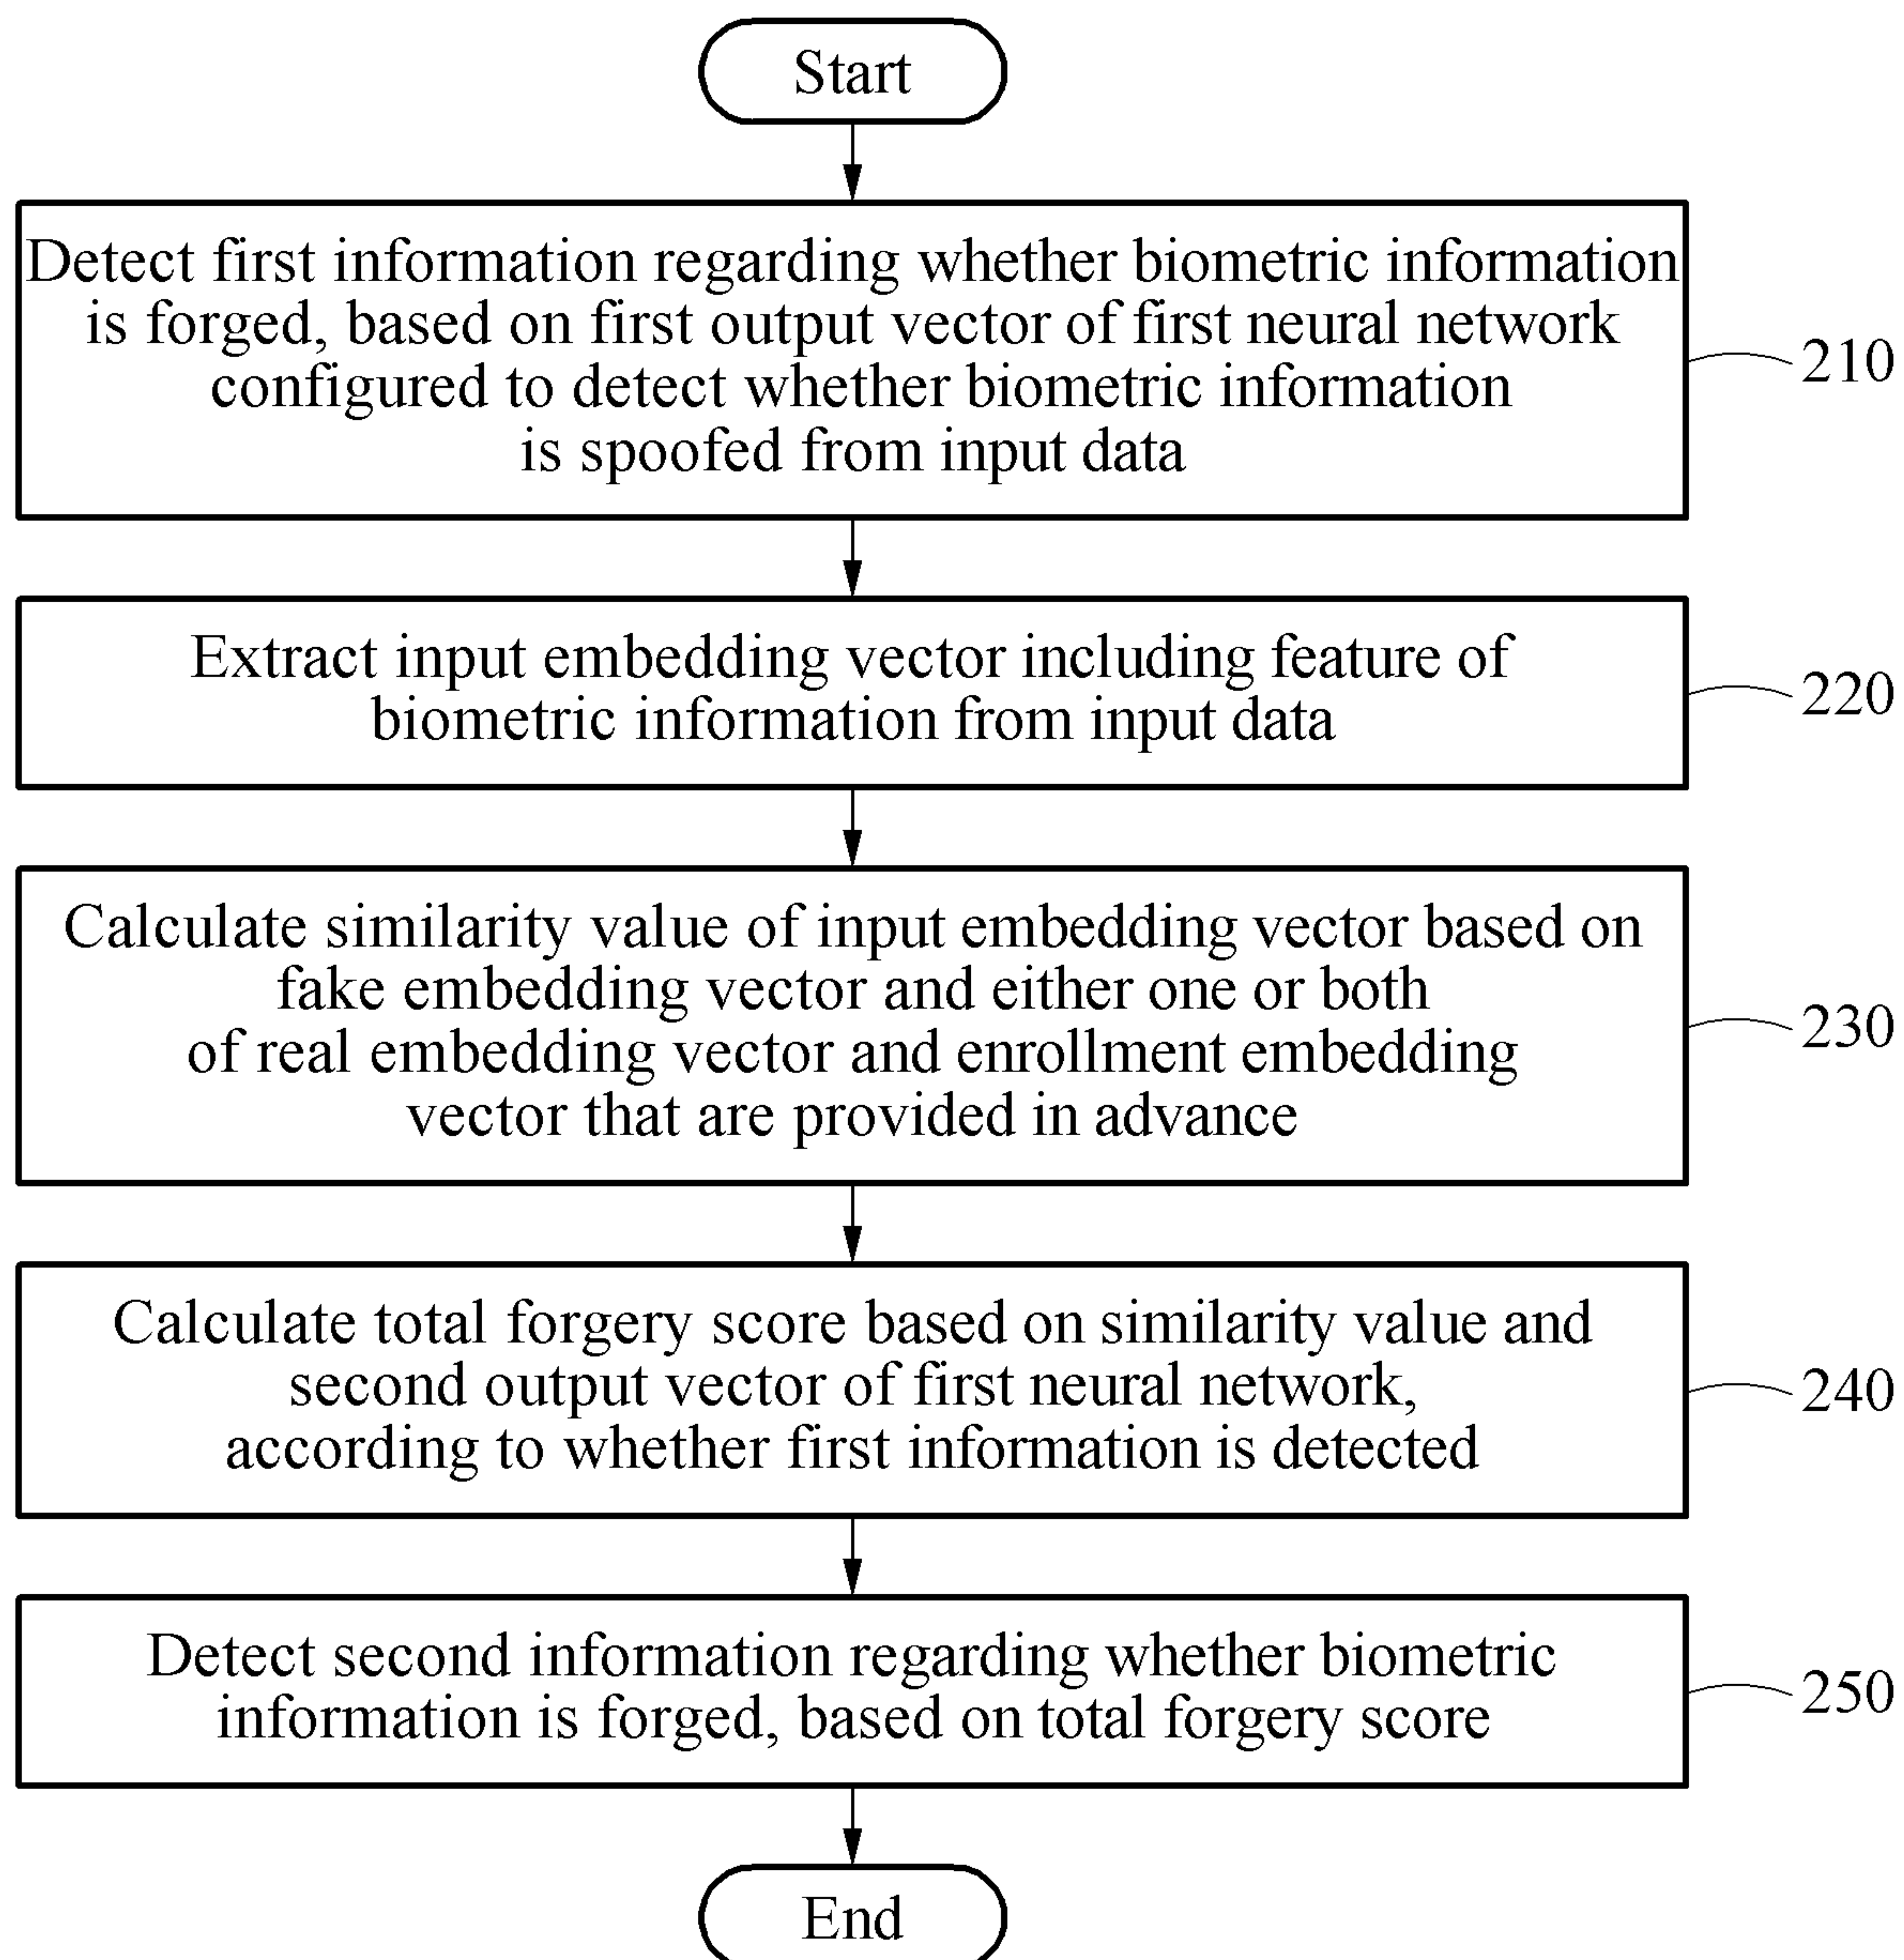 Start
Detect first information regarding whether biometric information
is forged, based on first output vector of first neural network
configured to detect whether biometric information
is spoofed from input data
210
Extract input embedding vector including feature of
biometric information from input data
220
Calculate similarity value of input embedding vector based on
fake embedding vector and either one or both
of real embedding vector and enrollment embedding
vector that are provided in advance
230
Calculate total forgery score based on similarity value and
second output vector of first neural network,
according to whether first information is detected
240
Detect second information regarding whether biometric
information is forged, based on total forgery score
250
End